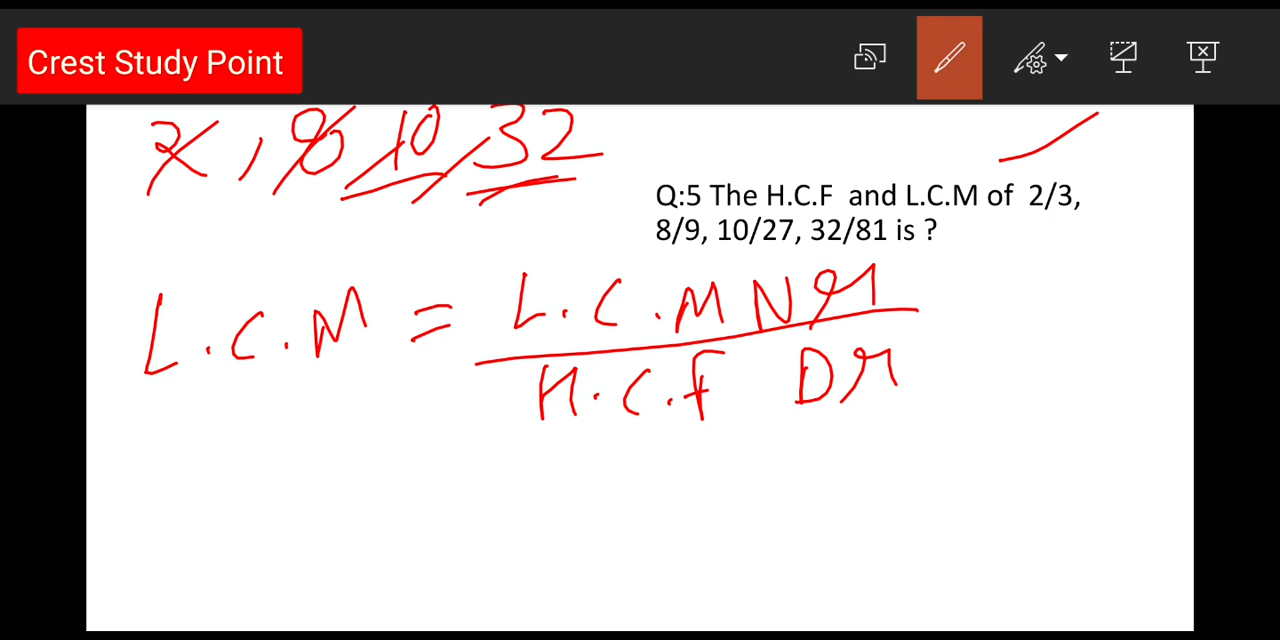 Crest Study Point
2, 8, 10, 32
Q:5 The H.C.F and L.C.M of 2/3,
8/9, 10/27, 32/81 is ?
L.C.M = L.C.M Nr
H.C.F Dr